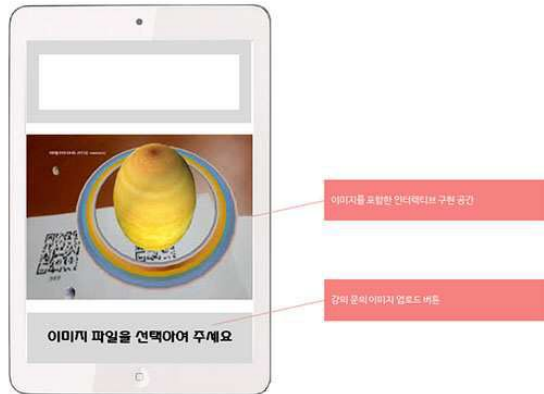 이미지를 포함한 인터랙티브 구현 공간
강의 문의 이미지 업로드 버튼
이미지 파일을 선택하여 주세요